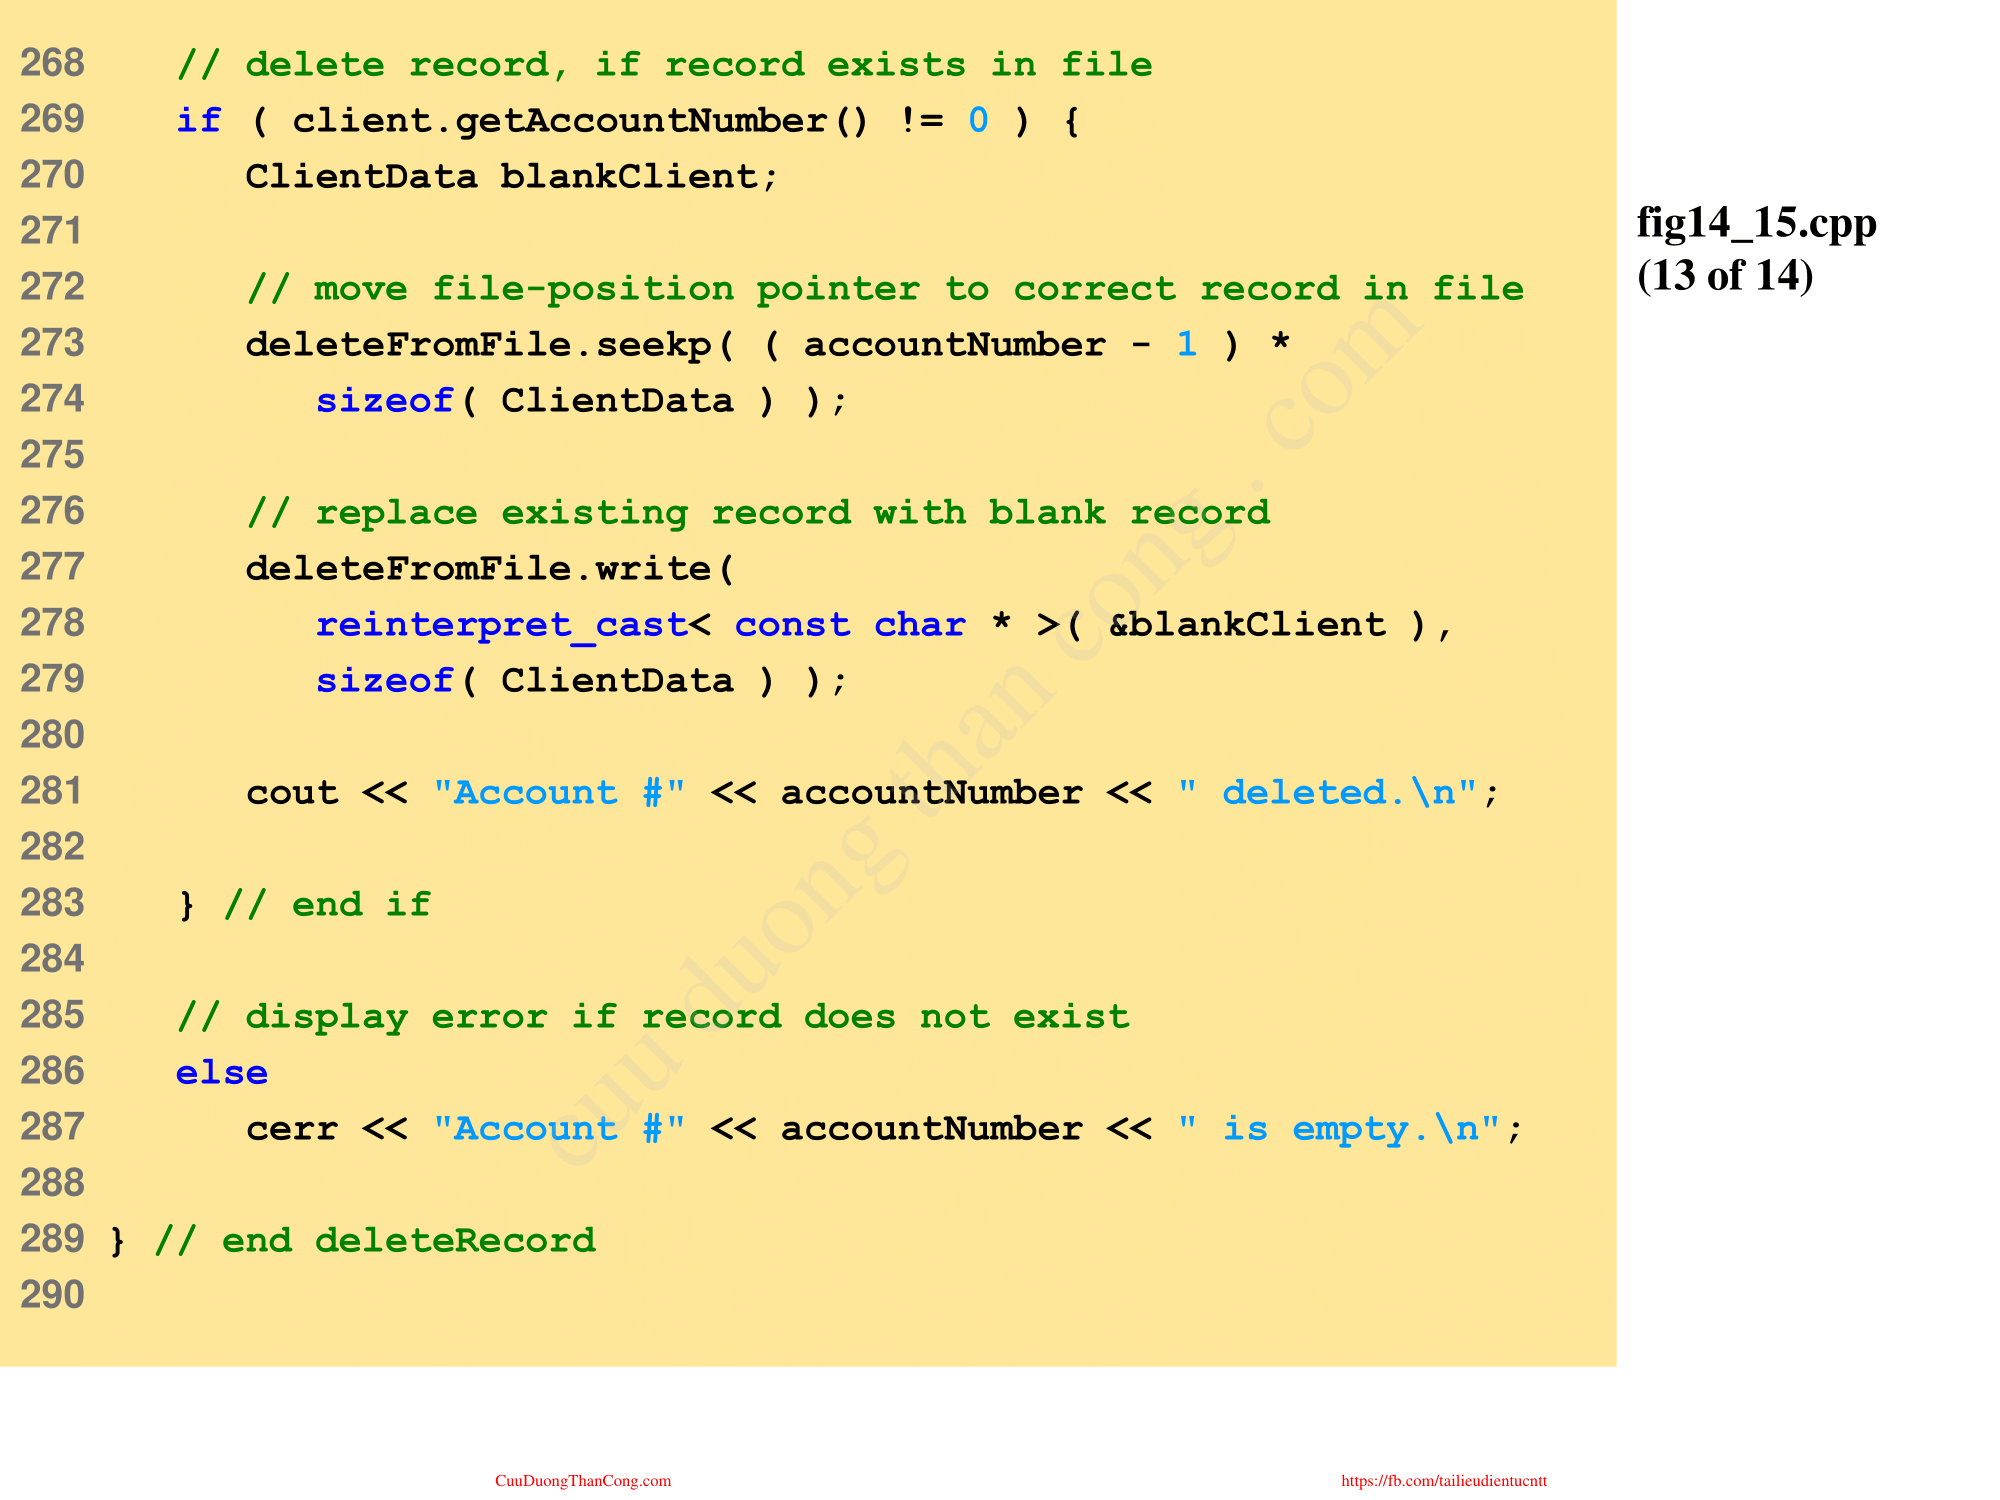 268 // delete record, if record exists in file
269 if ( client.getAccountNumber() != 0 ) {
270 ClientData blankClient;
271
272 // move file-position pointer to correct record in file
273 deleteFromFile.seekp( ( accountNumber - 1 ) *
274 sizeof( ClientData ) );
275
276 // replace existing record with blank record
277 deleteFromFile.write(
278 reinterpret_cast< const char * >( &blankClient ),
279 sizeof( ClientData ) );
280
281 cout << "Account #" << accountNumber << " deleted.\n";
282
283 } // end if
284
285 // display error if record does not exist
286 else
287 cerr << "Account #" << accountNumber << " is empty.\n";
288
289 } // end deleteRecord
290
fig14_15.cpp
(13 of 14)
cuu duong than cong . com
CuuDuongThanCong.com
https://fb.com/tailieudientucntt